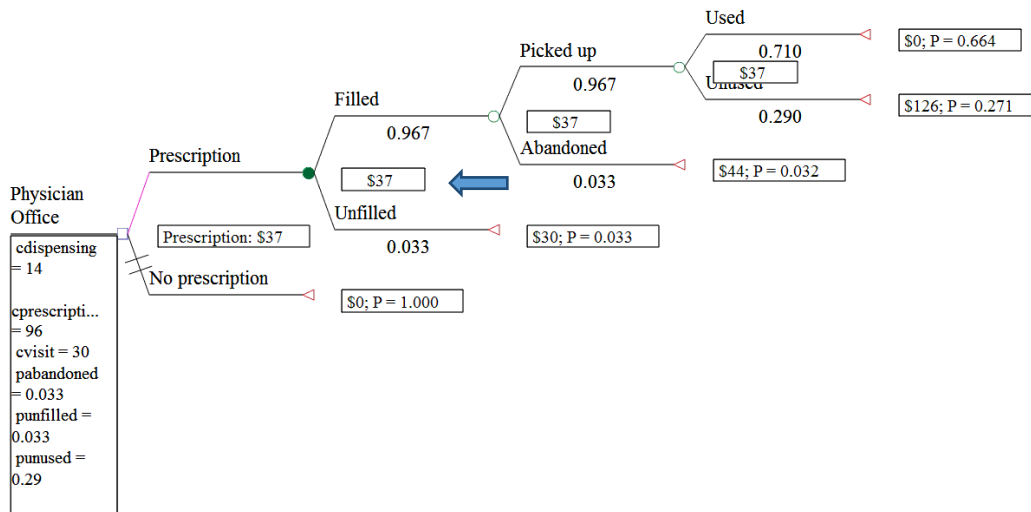 Used
0.710
$0; P = 0.664
Picked up
0.967
$37
Unused
0.290
$126; P = 0.271
Filled
0.967
$37
Abandoned
0.033
$44; P = 0.032
Prescription
$37
Unfilled
0.033
$30; P = 0.033
Physician
Office
Prescription: $37
No prescription
$0; P = 1.000
cdispensing
= 14
cprescripti...
= 96
cvisit = 30
pabandoned
= 0.033
punfilled =
0.033
punused =
0.29